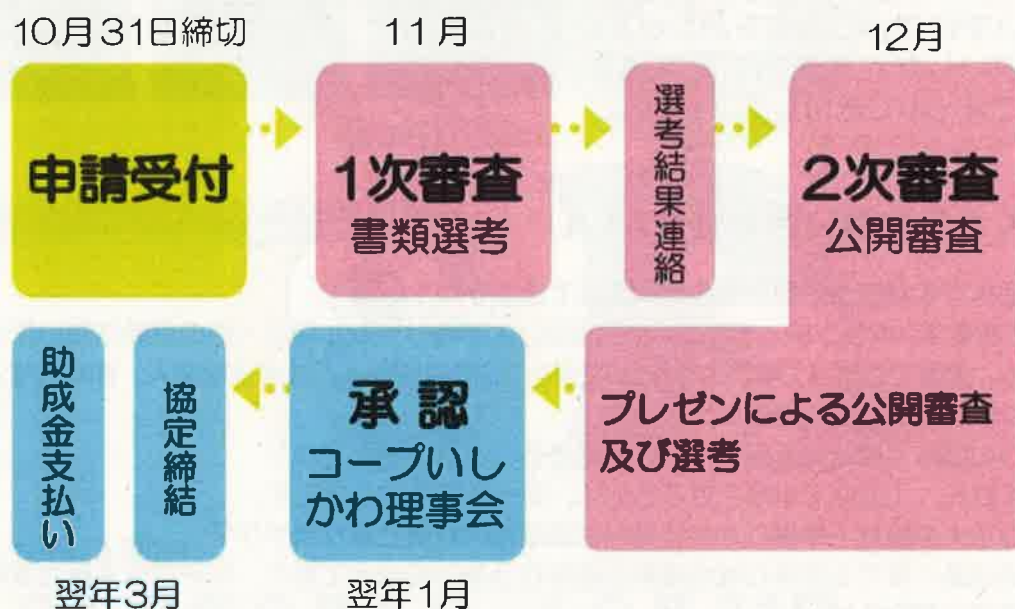 10月31日締切
申請受付
11月
1次審査
書類選考
選考結果連絡
12月
2次審査
公開審査
プレゼンによる公開審査
及び選考
承認
コープいし
かわ理事会
翌年1月
協定締結
助成金支払い
翌年3月